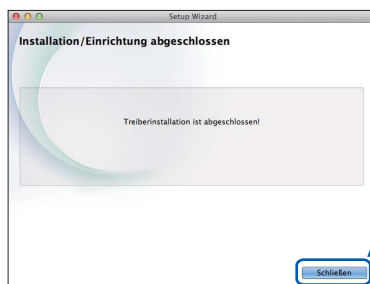 Setup Wizard
Installation/Einrichtung abgeschlossen
Treiberinstallation ist abgeschlossen!
Schließen